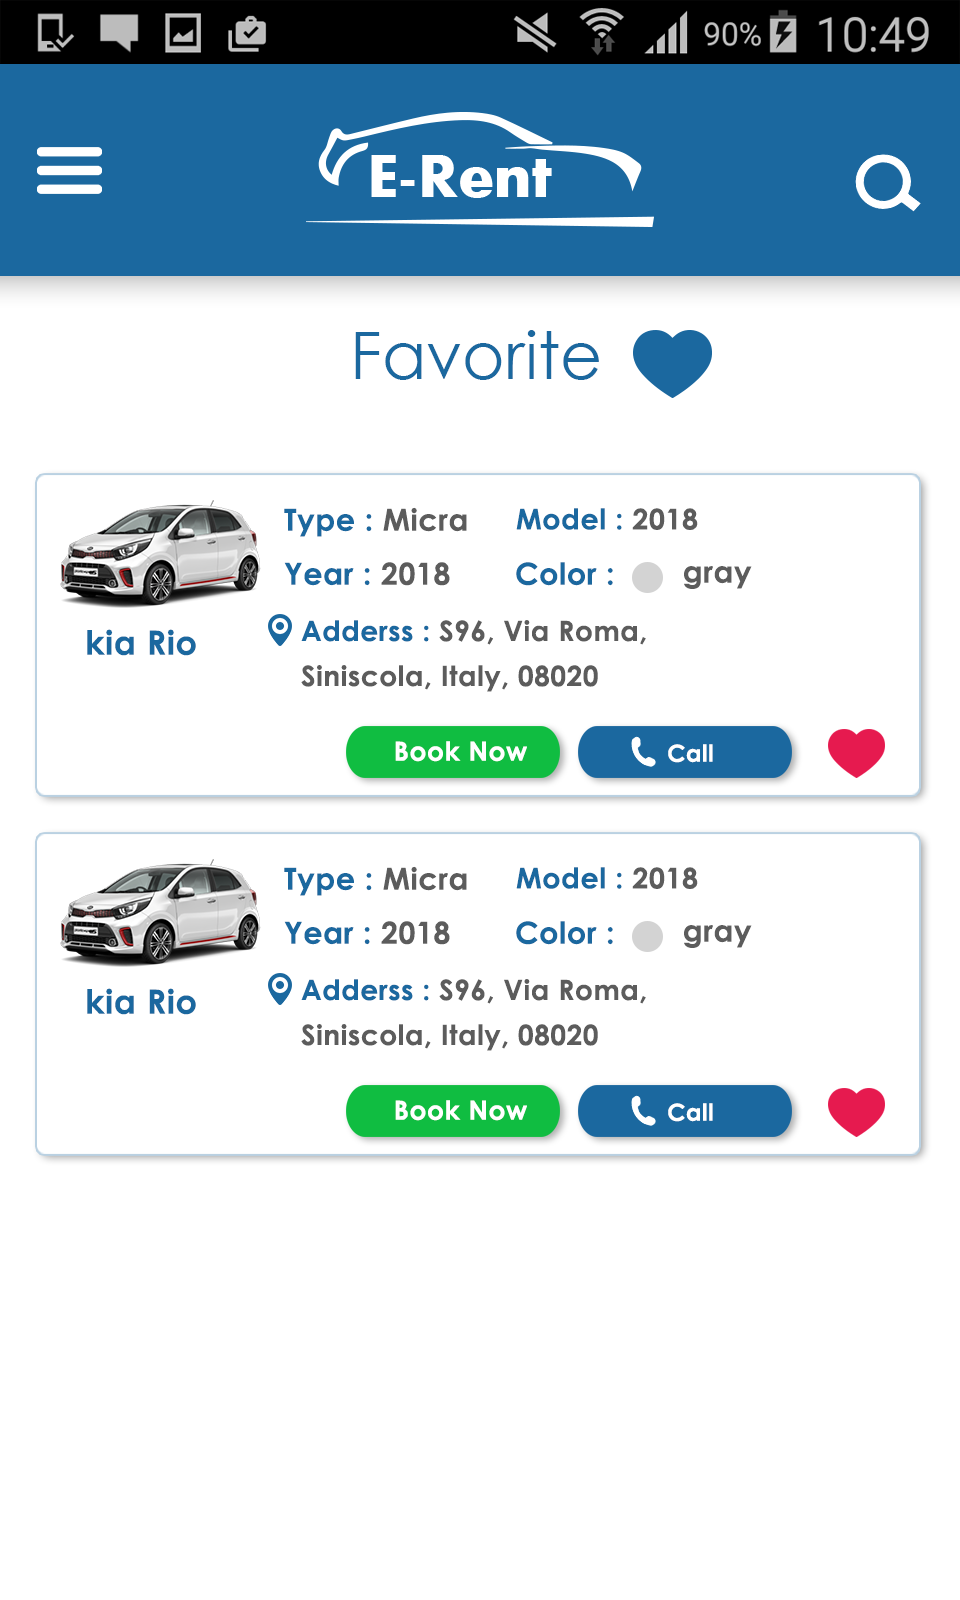 90% 10:49
E-Rent
Favorite
Type : Micra Model : 2018
Year : 2018 Color : gray
kia Rio
Adderss : S96, Via Roma,
Siniscola, Italy, 08020
Book Now Call
Type : Micra Model : 2018
Year : 2018 Color : gray
kia Rio
Adderss : S96, Via Roma,
Siniscola, Italy, 08020
Book Now Call